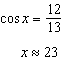 cos x = 12/13
x ≈ 23